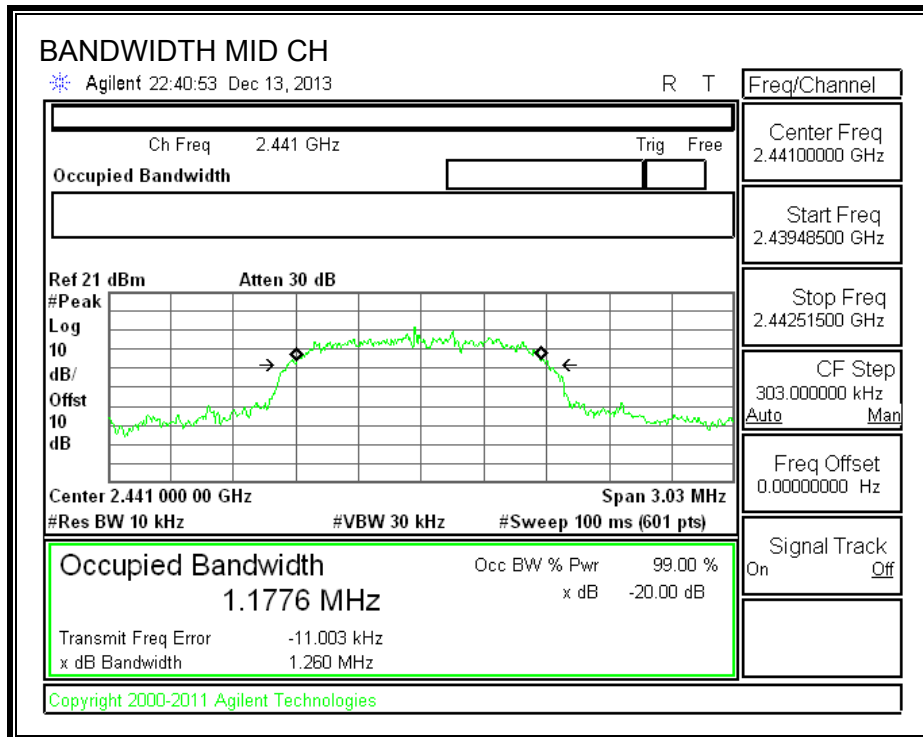 BANDWIDTH MID CH
Agilent 22:40:53 Dec 13, 2013 R T
Freq/Channel
Ch Freq 2.441 GHz Trig Free
Occupied Bandwidth
Center Freq
2.44100000 GHz
Start Freq
2.43948500 GHz
Stop Freq
2.44251500 GHz
CF Step
303.000000 kHz
Auto Man
Freq Offset
0.00000000 Hz
Signal Track
On Off
Ref 21 dBm Atten 30 dB
#Peak
Log
10
dB/
Offst
10
dB
Center 2.441 000 00 GHz Span 3.03 MHz
#Res BW 10 kHz #VBW 30 kHz #Sweep 100 ms (601 pts)
Occupied Bandwidth Occ BW % Pwr 99.00 %
1.1776 MHz x dB -20.00 dB
Transmit Freq Error -11.003 kHz
x dB Bandwidth 1.260 MHz
Copyright 2000-2011 Agilent Technologies